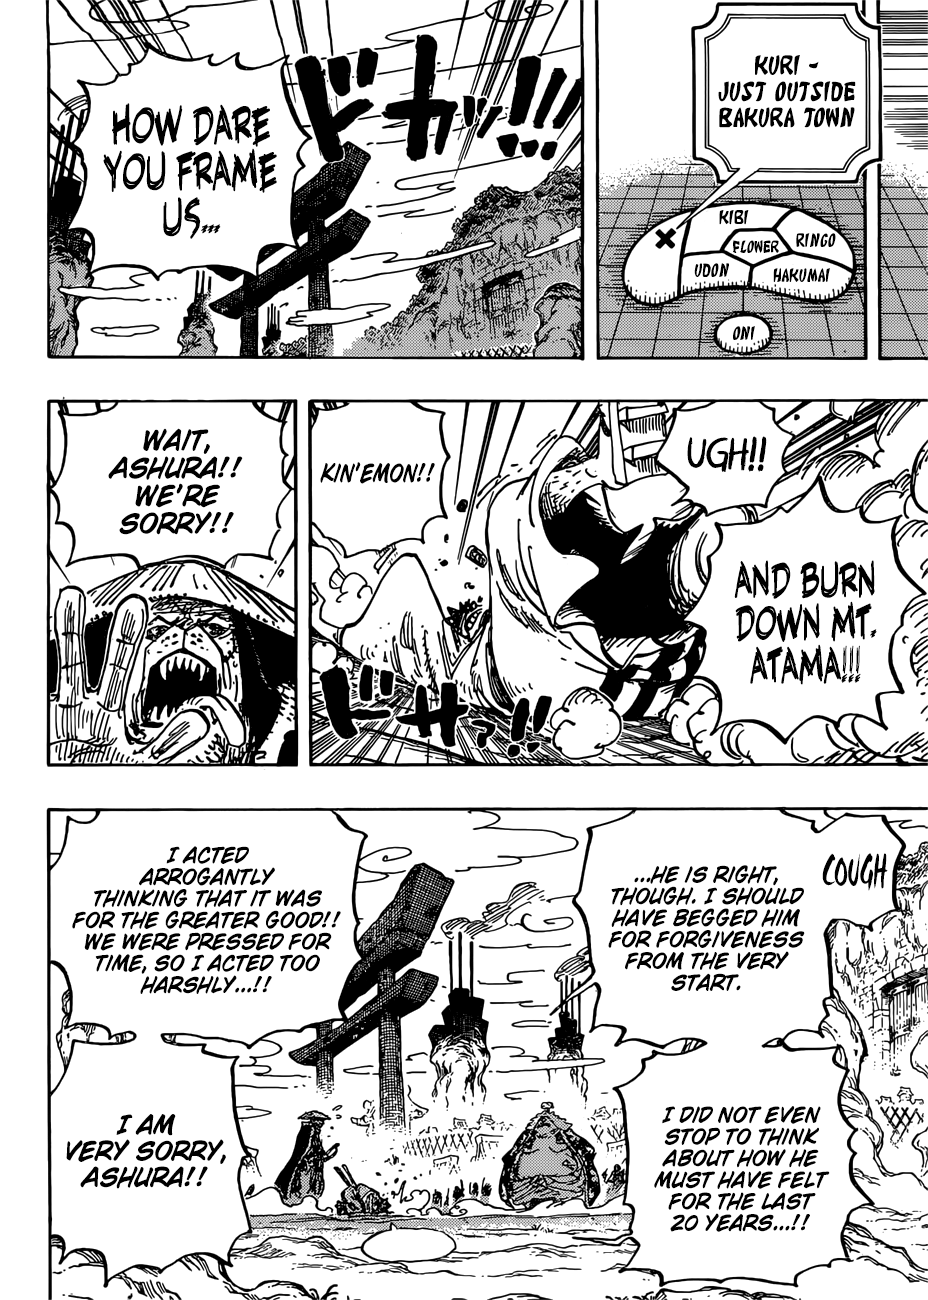 KURI -
JUST OUTSIDE
BAKURA TOWN
KIBI
FLOWER
RINGO
UDON
HAKUMAI
ONI
ドカッ!!!
HOW DARE
YOU FRAME
US...
UGH!!
AND BURN
DOWN MT.
ATAMA!!!
KIN'EMON!!
ドサァ!!
WAIT,
ASHURA!!
WE'RE
SORRY!!
COUGH
...HE IS RIGHT,
THOUGH. I SHOULD
HAVE BEGGED HIM
FOR FORGIVENESS
FROM THE VERY
START.
I DID NOT EVEN
STOP TO THINK
ABOUT HOW HE
MUST HAVE FELT
FOR THE LAST
20 YEARS...!!
I ACTED
ARROGANTLY
THINKING THAT IT WAS
FOR THE GREATER GOOD!!
WE WERE PRESSED FOR
TIME, SO I ACTED TOO
HARSHLY...!!
I AM
VERY SORRY,
ASHURA!!